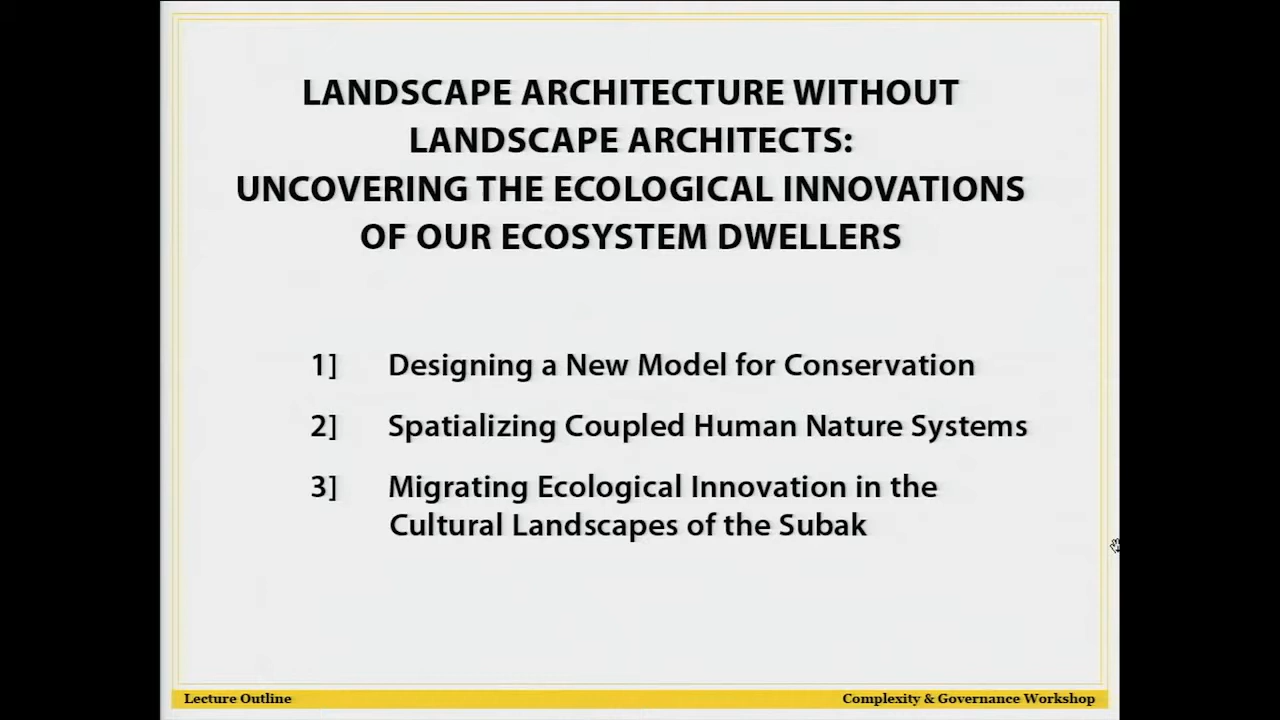 LANDSCAPE ARCHITECTURE WITHOUT
LANDSCAPE ARCHITECTS:
UNCOVERING THE ECOLOGICAL INNOVATIONS
OF OUR ECOSYSTEM DWELLERS
1] Designing a New Model for Conservation
2] Spatializing Coupled Human Nature Systems
3] Migrating Ecological Innovation in the
Cultural Landscapes of the Subak
Lecture Outline
Complexity & Governance Workshop